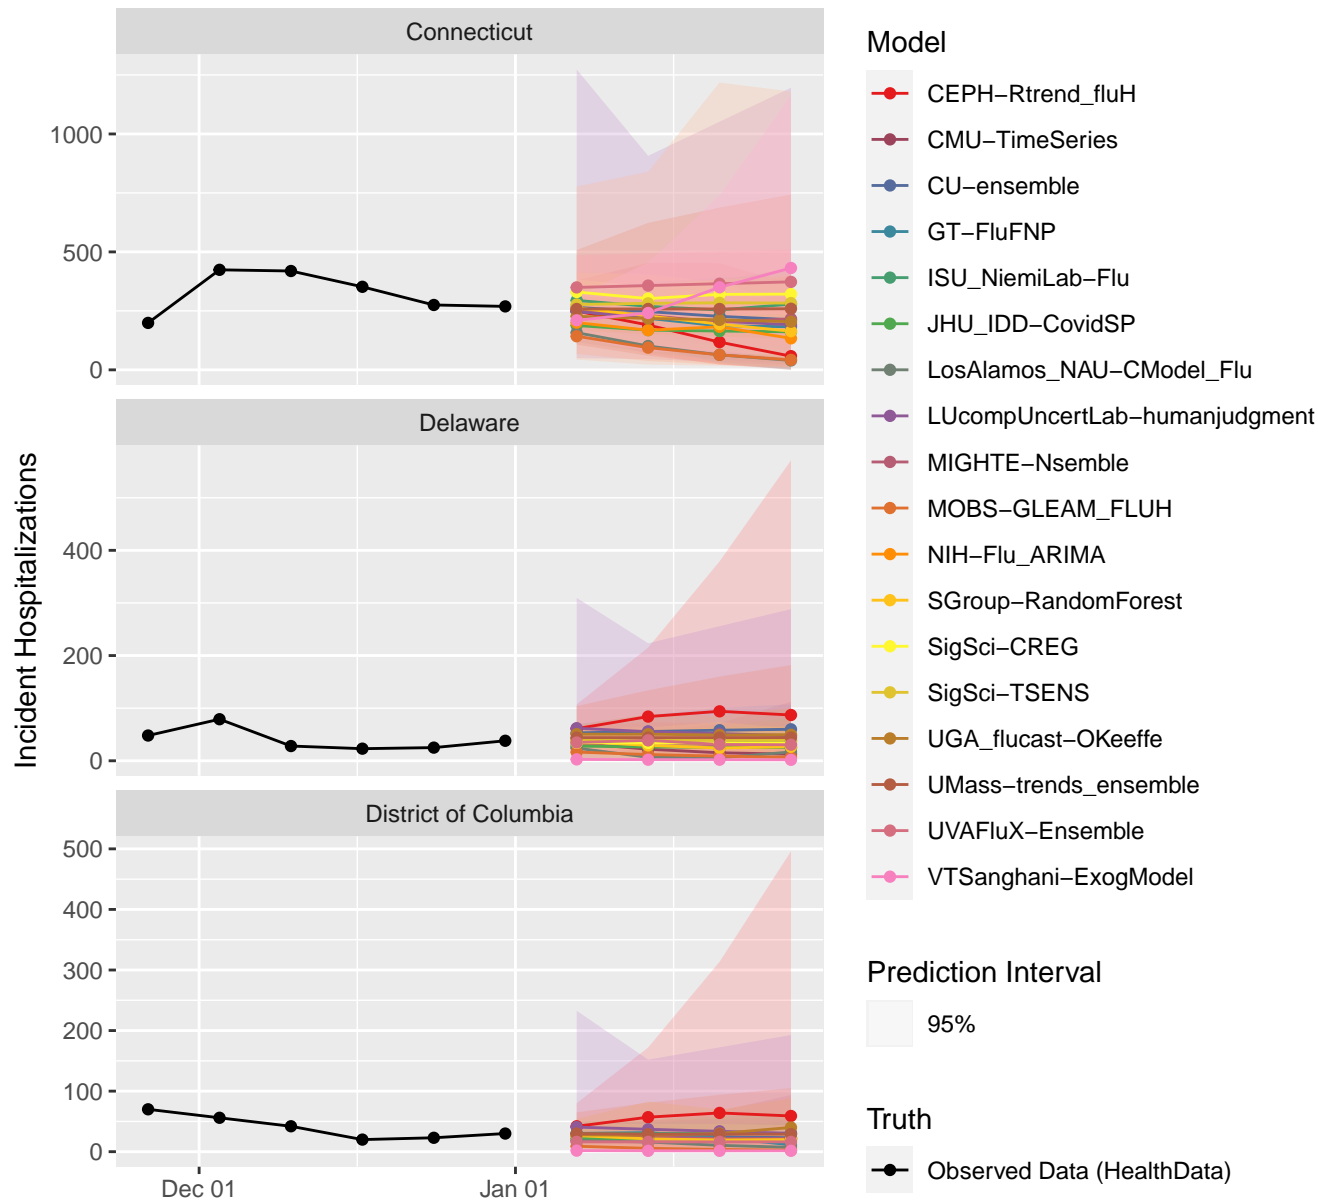 Connecticut
1000
500
0
Delaware
400
200
0
District of Columbia
500
400
300
200
100
0
Dec 01
Jan 01
Incident Hospitalizations
Model
CEPH−Rtrend_fluH
CMU−TimeSeries
CU−ensemble
GT−FluFNP
ISU_NiemiLab−Flu
JHU_IDD−CovidSP
LosAlamos_NAU−CModel_Flu
LUcompUncertLab−humanjudgment
MIGHTE−Nsemble
MOBS−GLEAM_FLUH
NIH−Flu_ARIMA
SGroup−RandomForest
SigSci−CREG
SigSci−TSENS
UGA_flucast−OKeeffe
UMass−trends_ensemble
UVAFluX−Ensemble
VTSanghani−ExogModel
Prediction Interval
95%
Truth
Observed Data (HealthData)